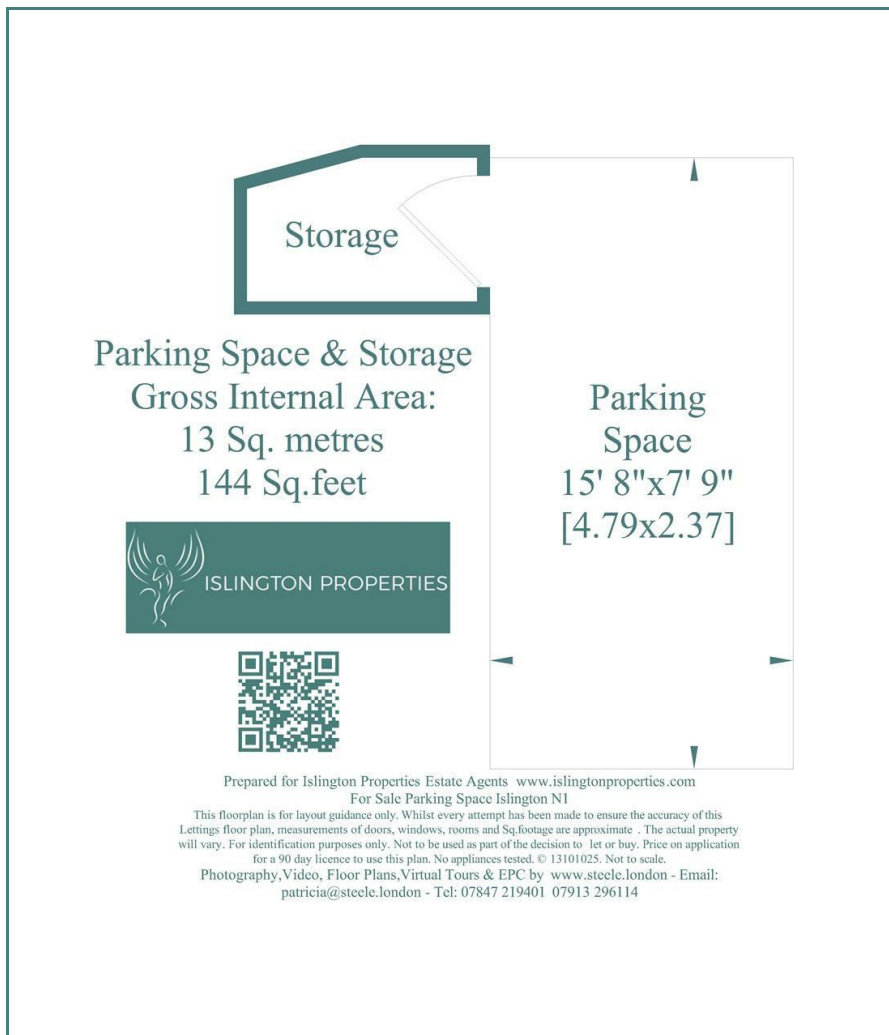 Storage
Parking Space & Storage
Gross Internal Area:
13 Sq. metres
144 Sq.feet
Parking
Space
15' 8"x7' 9"
[4.79x2.37]
ISLINGTON PROPERTIES
Prepared for Islington Properties Estate Agents www.islingtonproperties.com
For Sale Parking Space Islington N1
This floorplan is for layout guidance only. Whilst every attempt has been made to ensure the accuracy of this
Lettings floor plan, measurements of doors, windows, rooms and Sq.footage are approximate . The actual property
will vary. For identification purposes only. Not to be used as part of the decision to let or buy. Price on application
for a 90 day licence to use this plan. No appliances tested. © 13101025. Not to scale.
Photography,Video, Floor Plans,Virtual Tours & EPC by www.steele.london - Email:
patricia@steele.london - Tel: 07847 219401 07913 296114